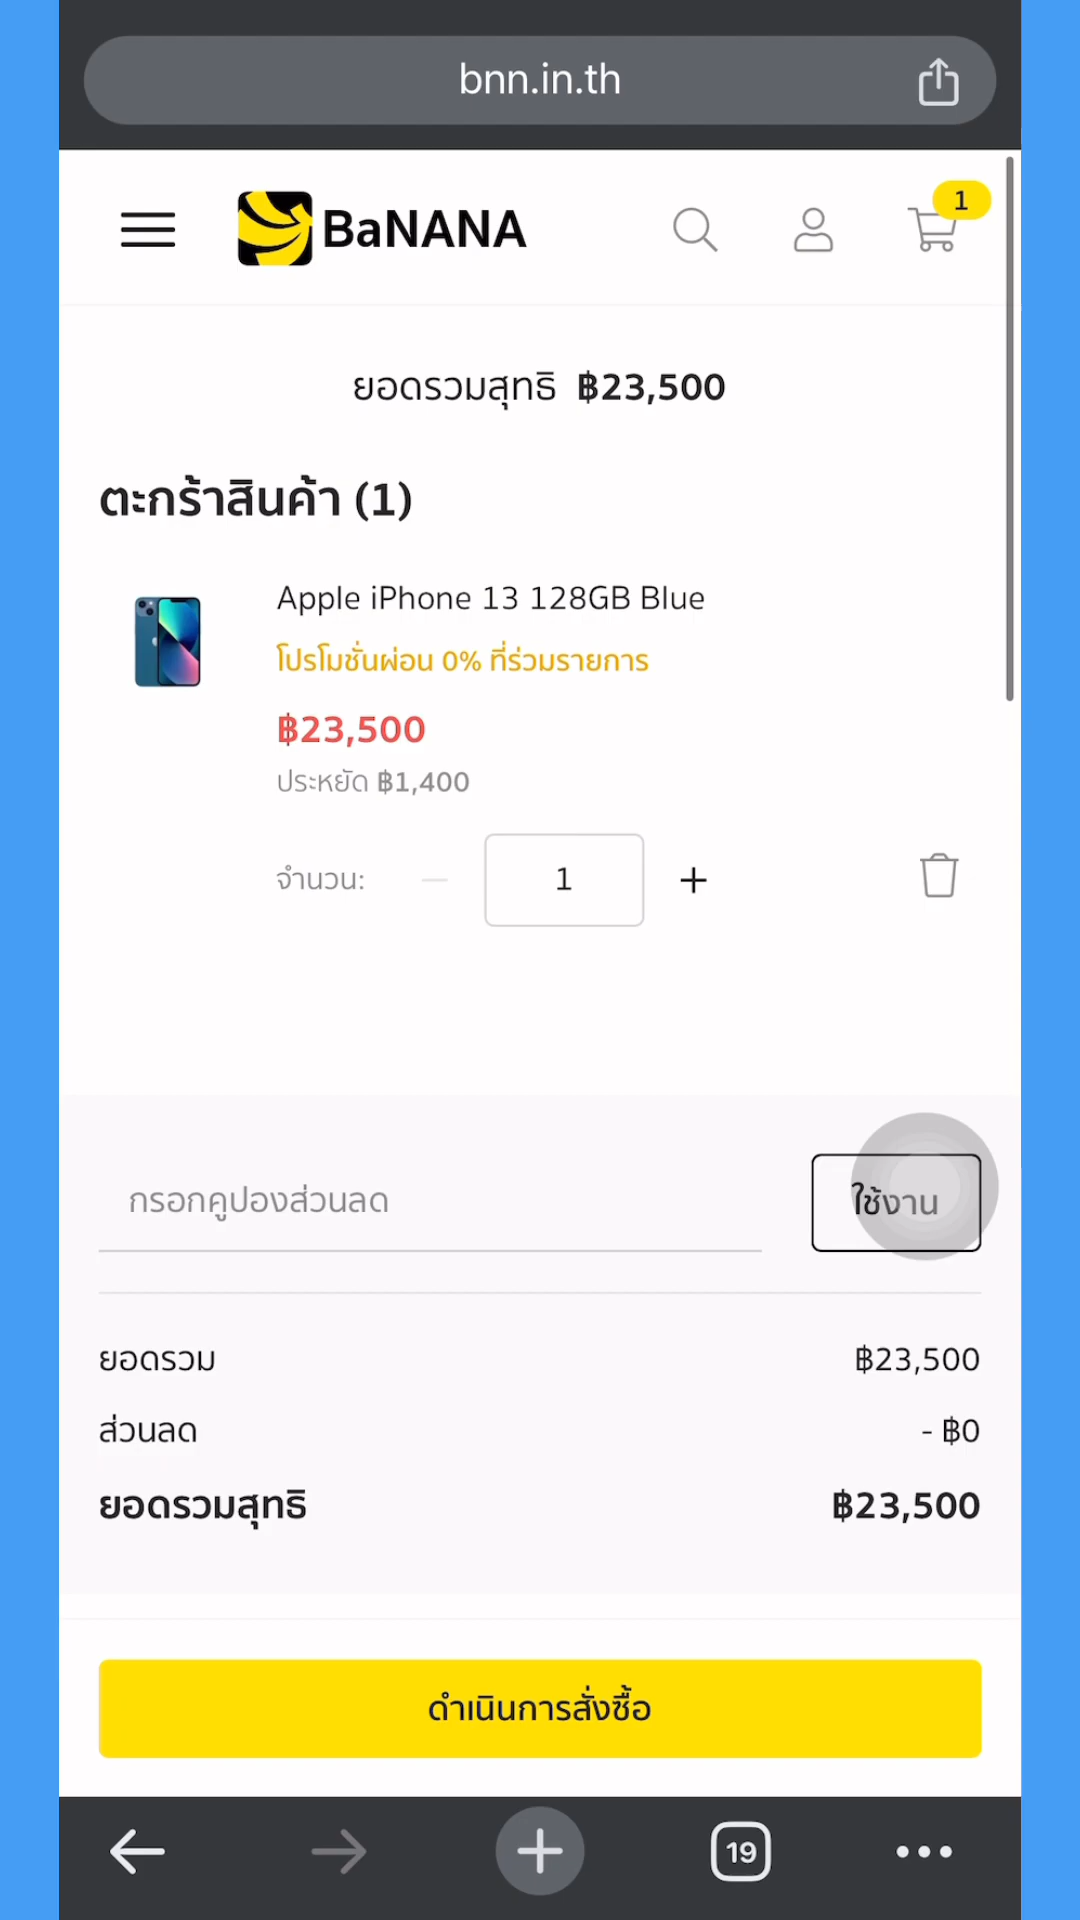 bnn.in.th
BaNANA
1
ยอดรวมสุทธิ ฿23,500
ตะกร้าสินค้า (1)
Apple iPhone 13 128GB Blue
โปรโมชั่นผ่อน 0% ที่ร่วมรายการ
฿23,500
ประหยัด ฿1,400
จำนวน: 1
กรอกคูปองส่วนลด
ใช้งาน
ยอดรวม ฿23,500
ส่วนลด - ฿0
ยอดรวมสุทธิ ฿23,500
ดำเนินการสั่งซื้อ
19